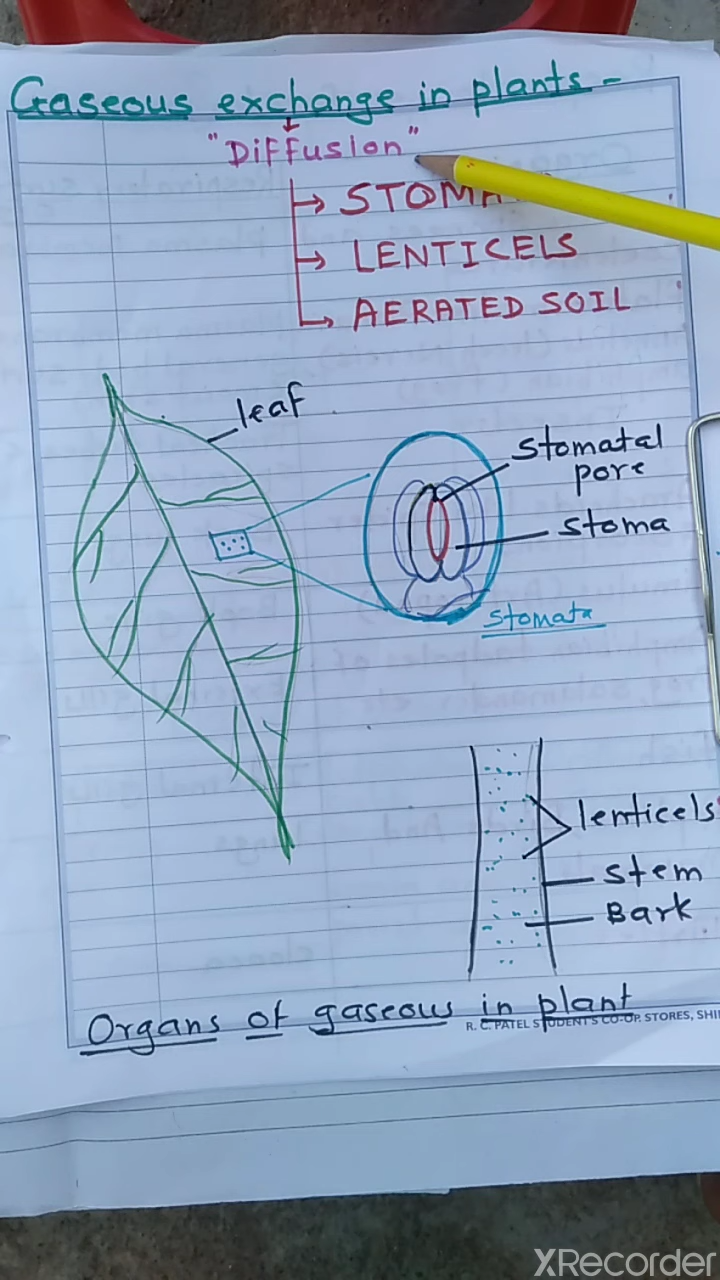 Gaseous exchange in plants -
"Diffusion"
→ STOMA
→ LENTICELS
→ AERATED SOIL
leaf
Stomatal
pore
stoma
Stomata
lenticels
stem
Bark
Organs of gaseous in plant
R. C. PATEL STUDENT'S CO-OP. STORES, SHI
XRecorder